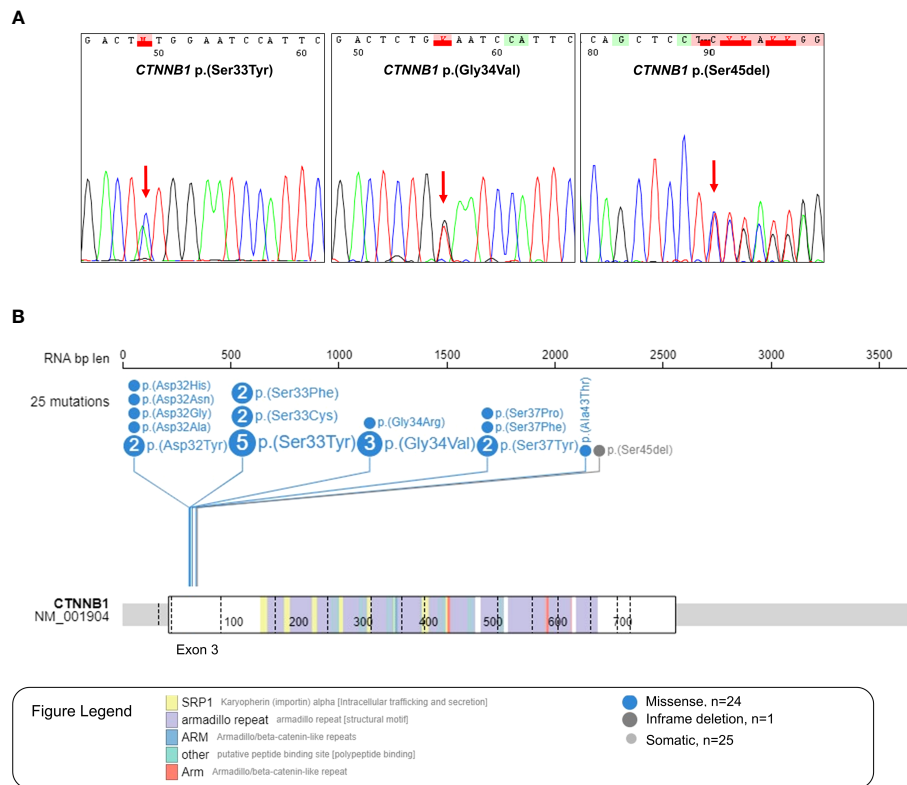 A
G A C T M T G G A A T C C A T T C
50 60
CTNNB1 p.(Ser33Tyr)
G A C T C T G K A A T C C A T T C
50 60
CTNNB1 p.(Gly34Val)
C A G C T C C T C Y K A K G G
80 90
CTNNB1 p.(Ser45del)
B
RNA bp len
0 500 1000 1500 2000 2500 3000 3500
25 mutations
p.(Asp32His)
p.(Asp32Asn)
p.(Asp32Gly)
p.(Asp32Ala)
2 p.(Asp32Tyr)
2 p.(Ser33Phe)
2 p.(Ser33Cys)
5 p.(Ser33Tyr)
p.(Gly34Arg)
3 p.(Gly34Val)
p.(Ser37Pro)
p.(Ser37Phe)
2 p.(Ser37Tyr)
p.(Ala43Thr)
p.(Ser45del)
CTNNB1
NM_001904
100 200 300 400 500 600 700
Exon 3
Figure Legend
SRP1 Karyopherin (importin) alpha [Intracellular trafficking and secretion]
armadillo repeat armadillo repeat [structural motif]
ARM Armadillo/beta-catenin-like repeats
other putative peptide binding site [polypeptide binding]
Arm Armadillo/beta-catenin-like repeat
Missense. n=24
Inframe deletion, n=1
Somatic, n=25